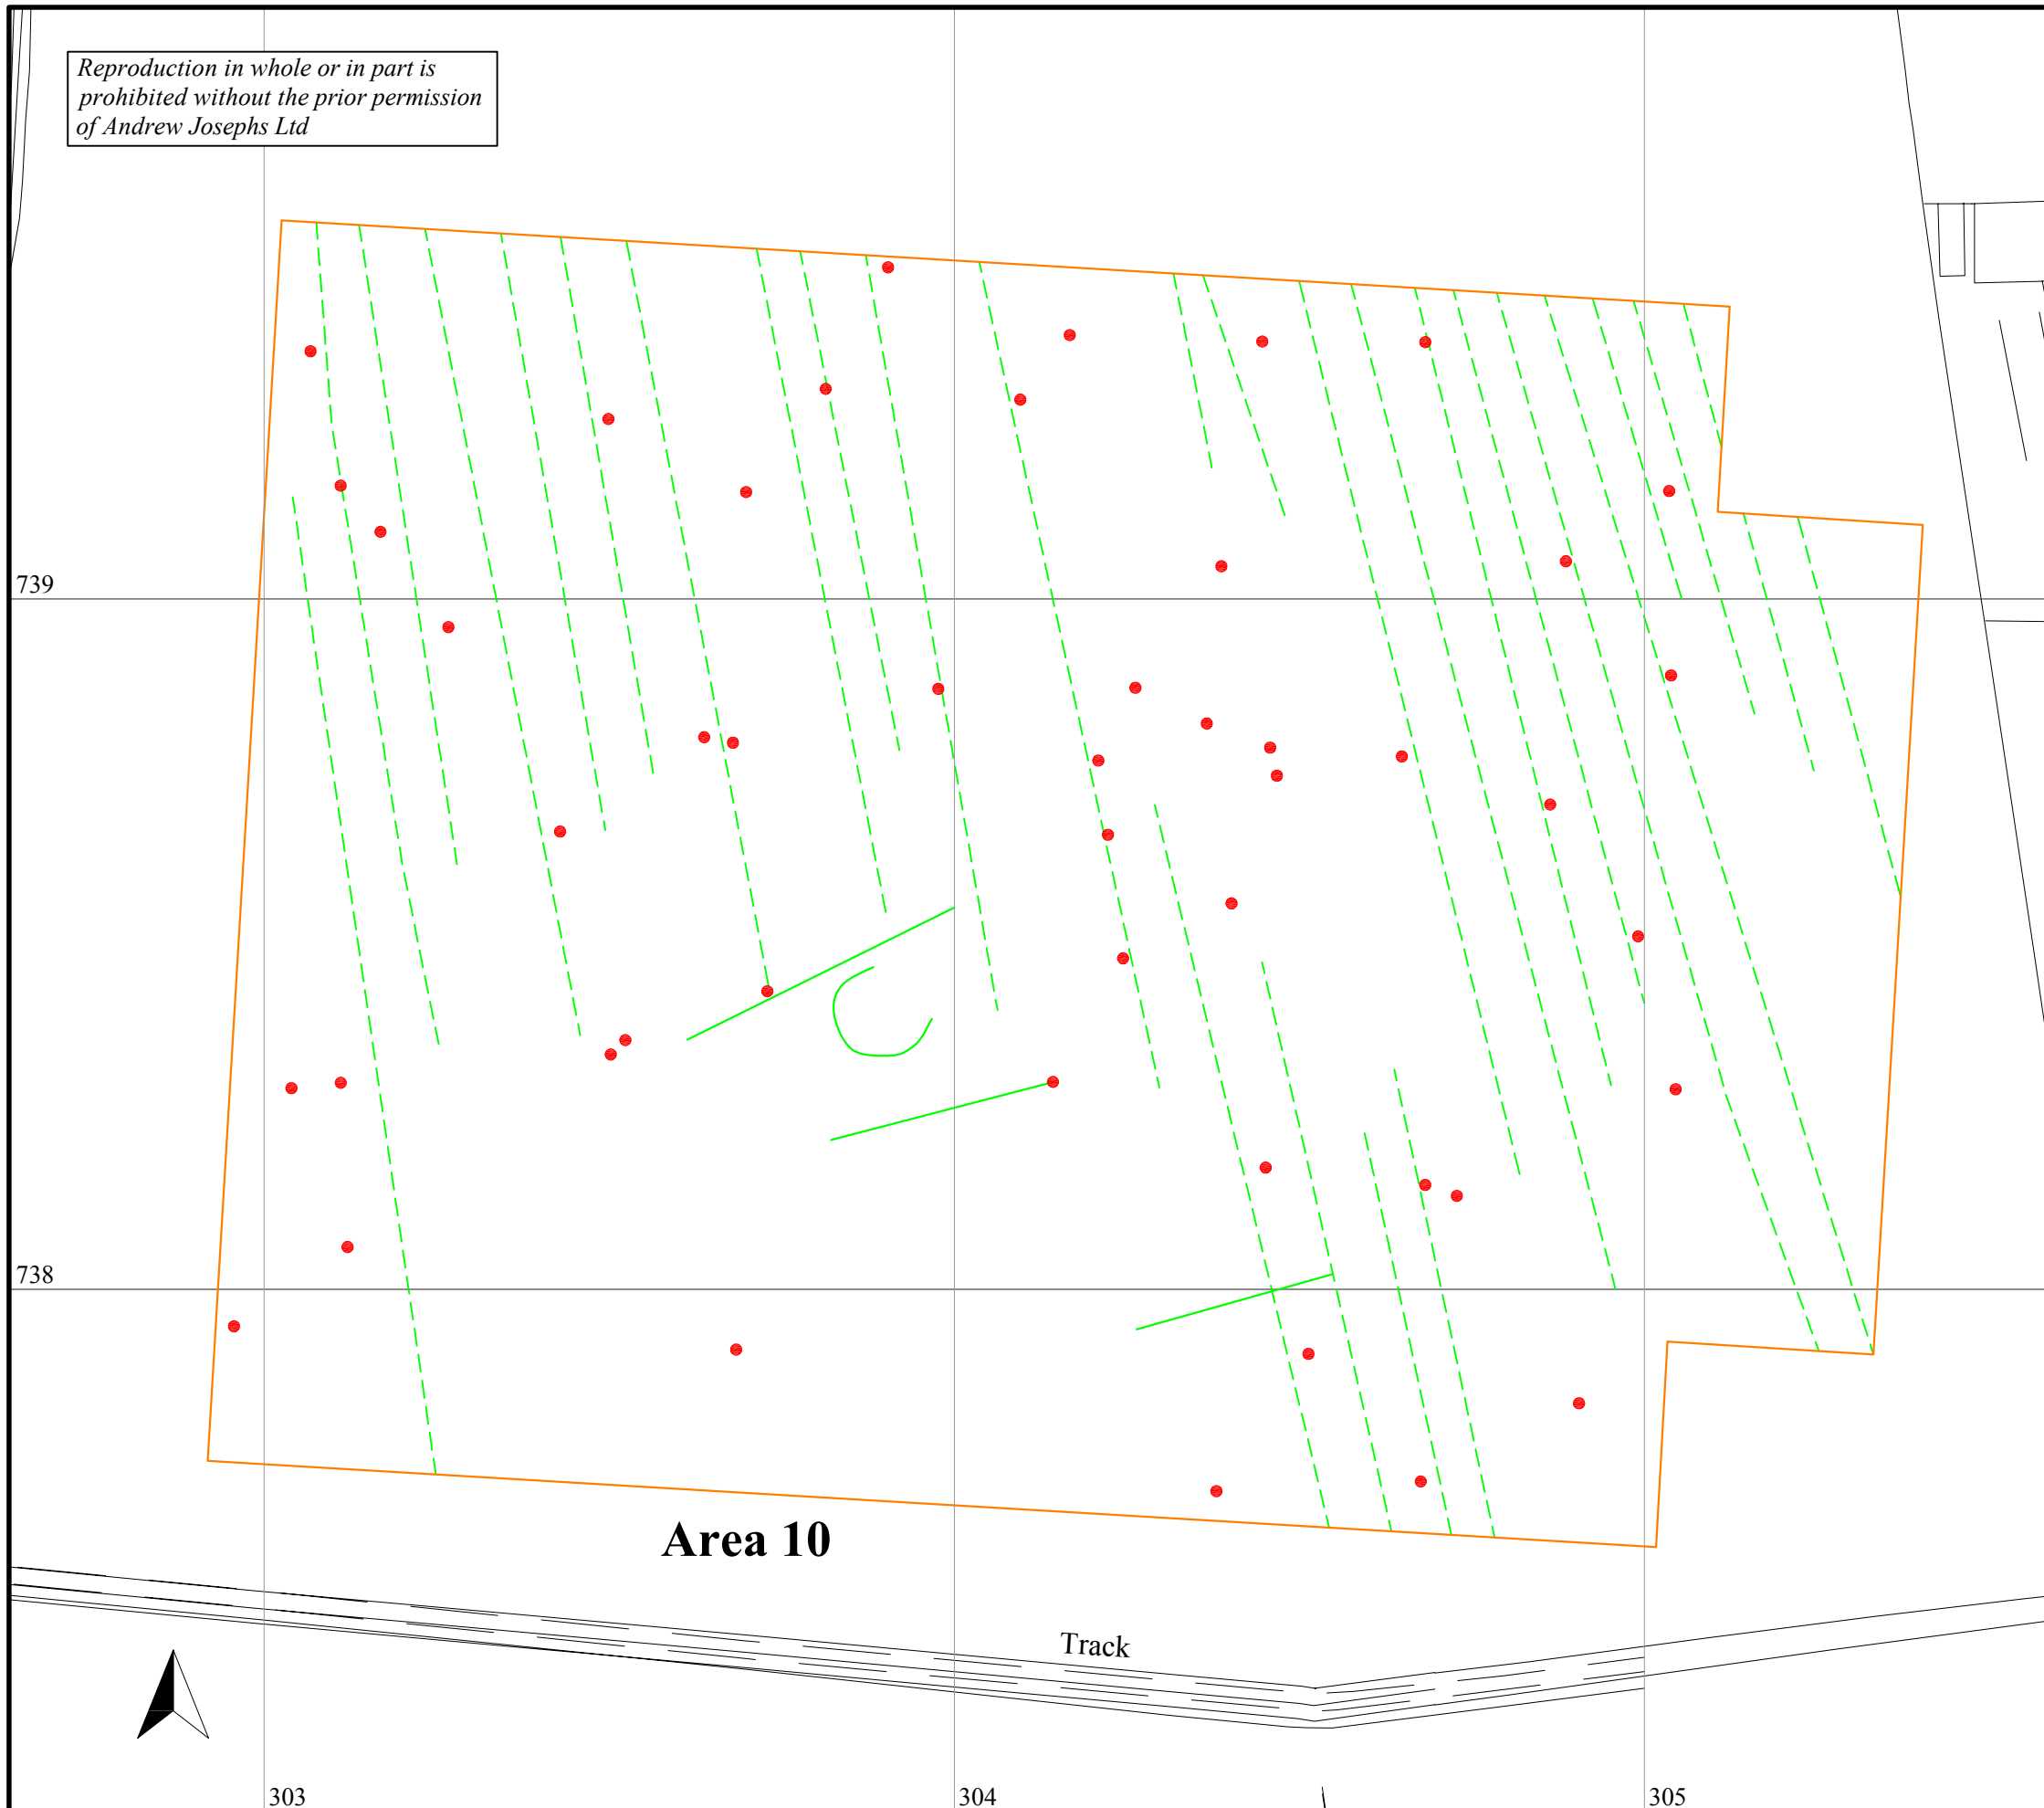 Reproduction in whole or in part is
prohibited without the prior permission
of Andrew Josephs Ltd
739
738
Area 10
Track
303
304
305